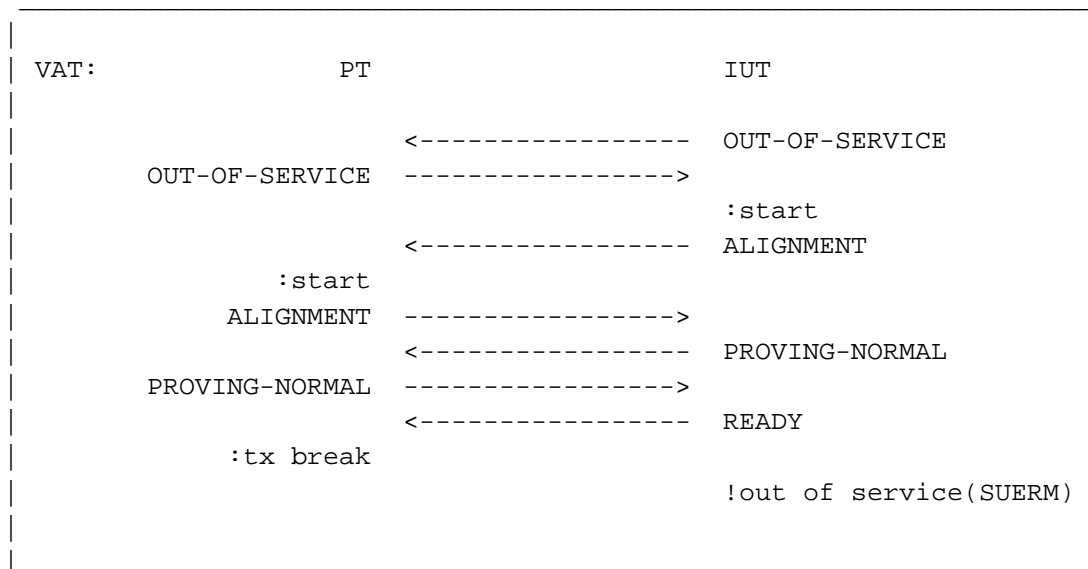 VAT: PT IUT
<----------------- OUT-OF-SERVICE
OUT-OF-SERVICE ----------------->
:start
<----------------- ALIGNMENT
:start
ALIGNMENT ----------------->
<----------------- PROVING-NORMAL
PROVING-NORMAL ----------------->
<----------------- READY
:tx break
!out of service(SUERM)